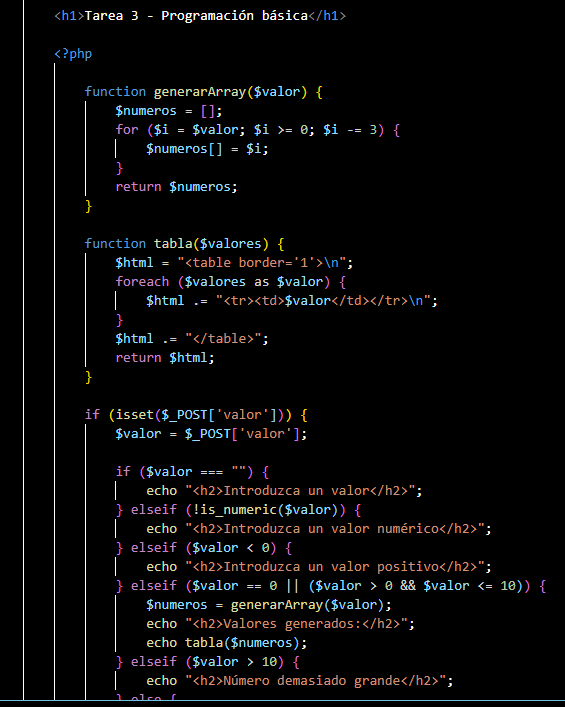 <h1>Tarea 3 - Programación básica</h1>
<?php
function generarArray($valor) {
$numeros = [];
for ($i = $valor; $i >= 0; $i -= 3) {
$numeros[] = $i;
}
return $numeros;
}
function tabla($valores) {
$html = "<table border='1'>\n";
foreach ($valores as $valor) {
$html .= "<tr><td>$valor</td></tr>\n";
}
$html .= "</table>";
return $html;
}
if (isset($_POST['valor'])) {
$valor = $_POST['valor'];
if ($valor === "") {
echo "<h2>Introduzca un valor</h2>";
} elseif (!is_numeric($valor)) {
echo "<h2>Introduzca un valor numérico</h2>";
} elseif ($valor < 0) {
echo "<h2>Introduzca un valor positivo</h2>";
} elseif ($valor == 0 || ($valor > 0 && $valor <= 10)) {
$numeros = generarArray($valor);
echo "<h2>Valores generados:</h2>";
echo tabla($numeros);
} elseif ($valor > 10) {
echo "<h2>Número demasiado grande</h2>";
} else {